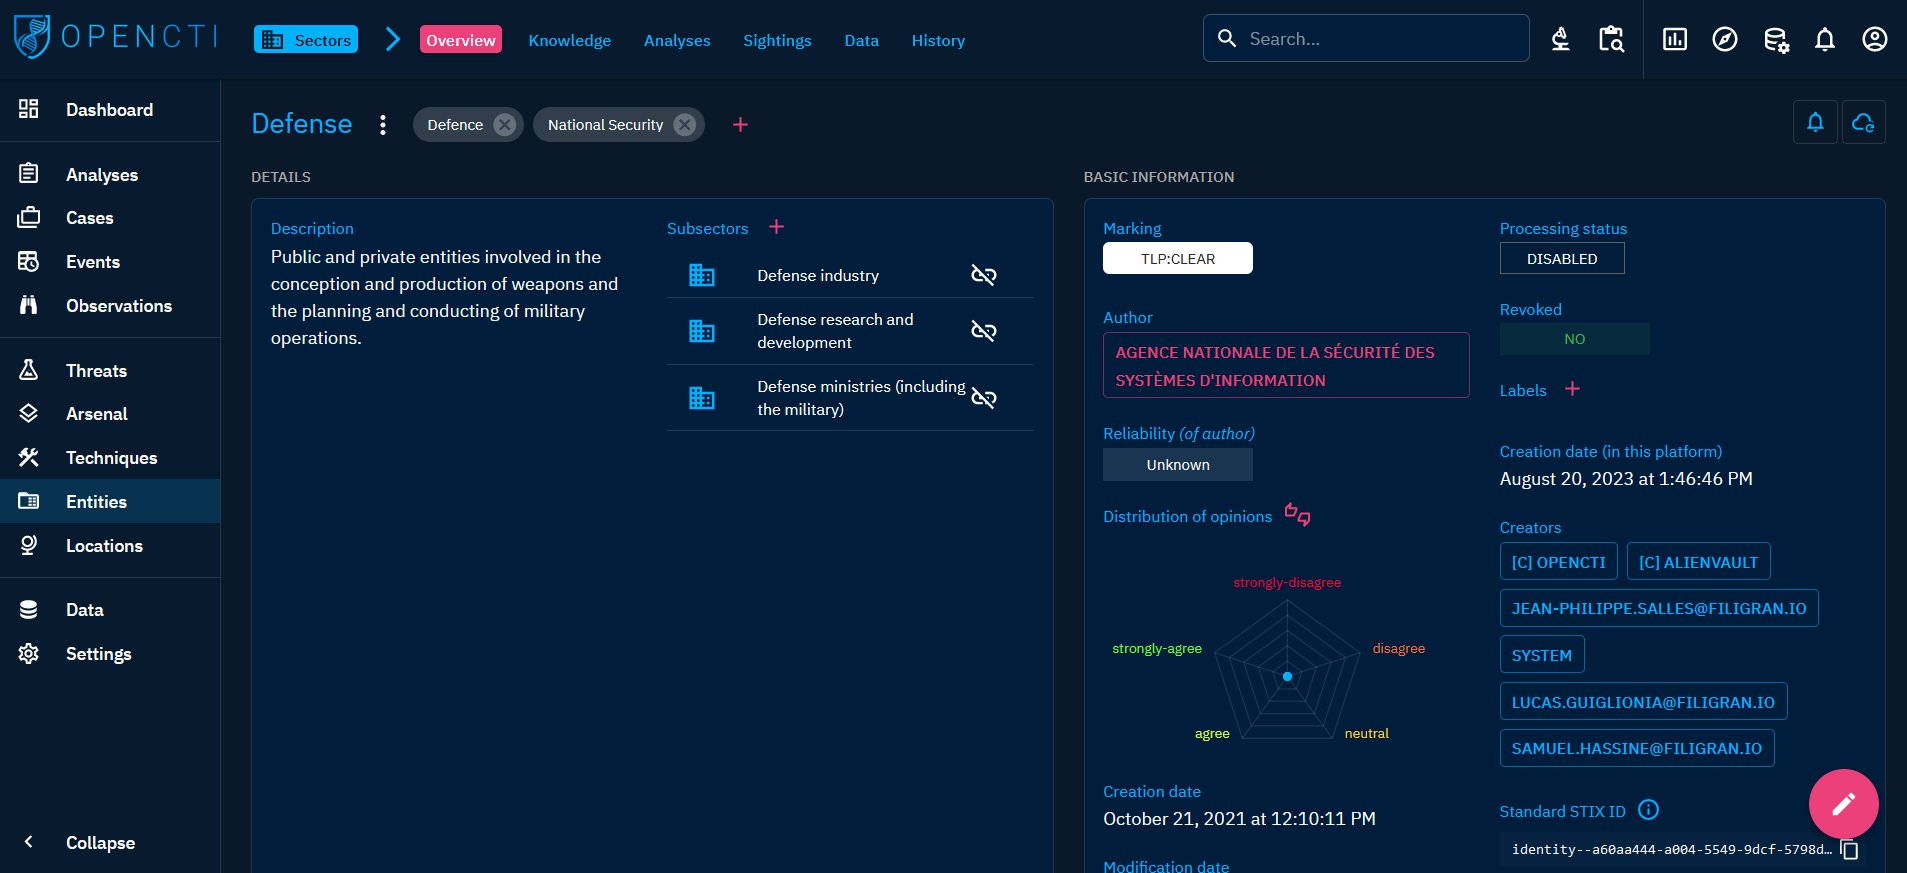 OPENCTI
Sectors
Overview
Knowledge
Analyses
Sightings
Data
History
Search...
Dashboard
Analyses
Cases
Events
Observations
Threats
Arsenal
Techniques
Entities
Locations
Data
Settings
Collapse
Defense
Defence
National Security
DETAILS
Description
Public and private entities involved in the
conception and production of weapons and
the planning and conducting of military
operations.
Subsectors
Defense industry
Defense research and
development
Defense ministries (including
the military)
BASIC INFORMATION
Marking
TLP:CLEAR
Author
AGENCE NATIONALE DE LA SÉCURITÉ DES
SYSTÈMES D'INFORMATION
Reliability (of author)
Unknown
Distribution of opinions
strongly-disagree
strongly-agree
disagree
agree
neutral
Creation date
October 21, 2021 at 12:10:11 PM
Modification date
Processing status
DISABLED
Revoked
NO
Labels
Creation date (in this platform)
August 20, 2023 at 1:46:46 PM
Creators
[C] OPENCTI
[C] ALIENVAULT
JEAN-PHILIPPE.SALLES@FILIGRAN.IO
SYSTEM
LUCAS.GUIGLIONIA@FILIGRAN.IO
SAMUEL.HASSINE@FILIGRAN.IO
Standard STIX ID
identity--a60aa444-a004-5549-9dcf-5798d…